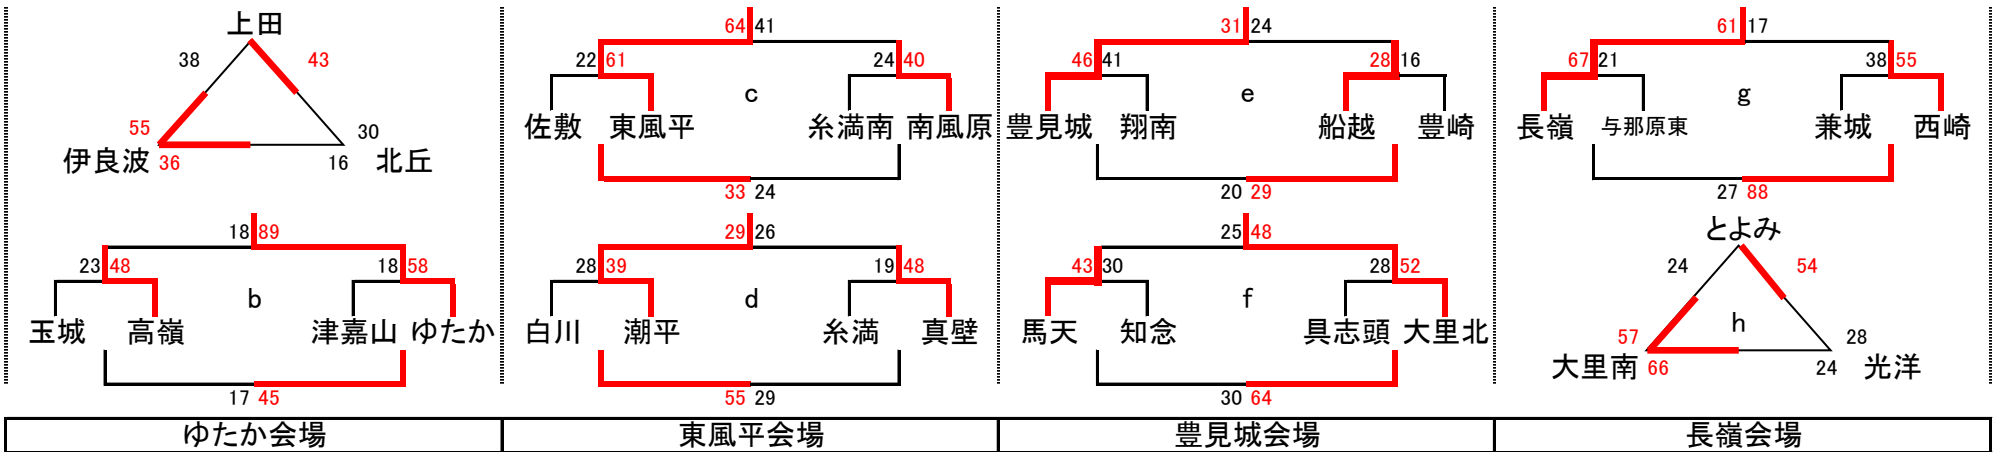 上田
38 43
55 30
伊良波 36 16 北丘
18 89
23 48 18 58
b
玉城 高嶺 津嘉山 ゆたか
17 45
ゆたか会場
64 41
22 61 24 40
c
佐敷 東風平 糸満南 南風原
33 24
29 26
28 39 19 48
d
白川 潮平 糸満 真壁
55 29
東風平会場
31 24
46 41 28 16
e
豊見城 翔南 船越 豊崎
20 29
25 48
43 30 28 52
f
馬天 知念 具志頭 大里北
30 64
豊見城会場
61 17
67 21 38 55
g
長嶺 与那原東 兼城 西崎
27 88
とよみ
24 54
h
57 28
大里南 66 24 光洋
長嶺会場